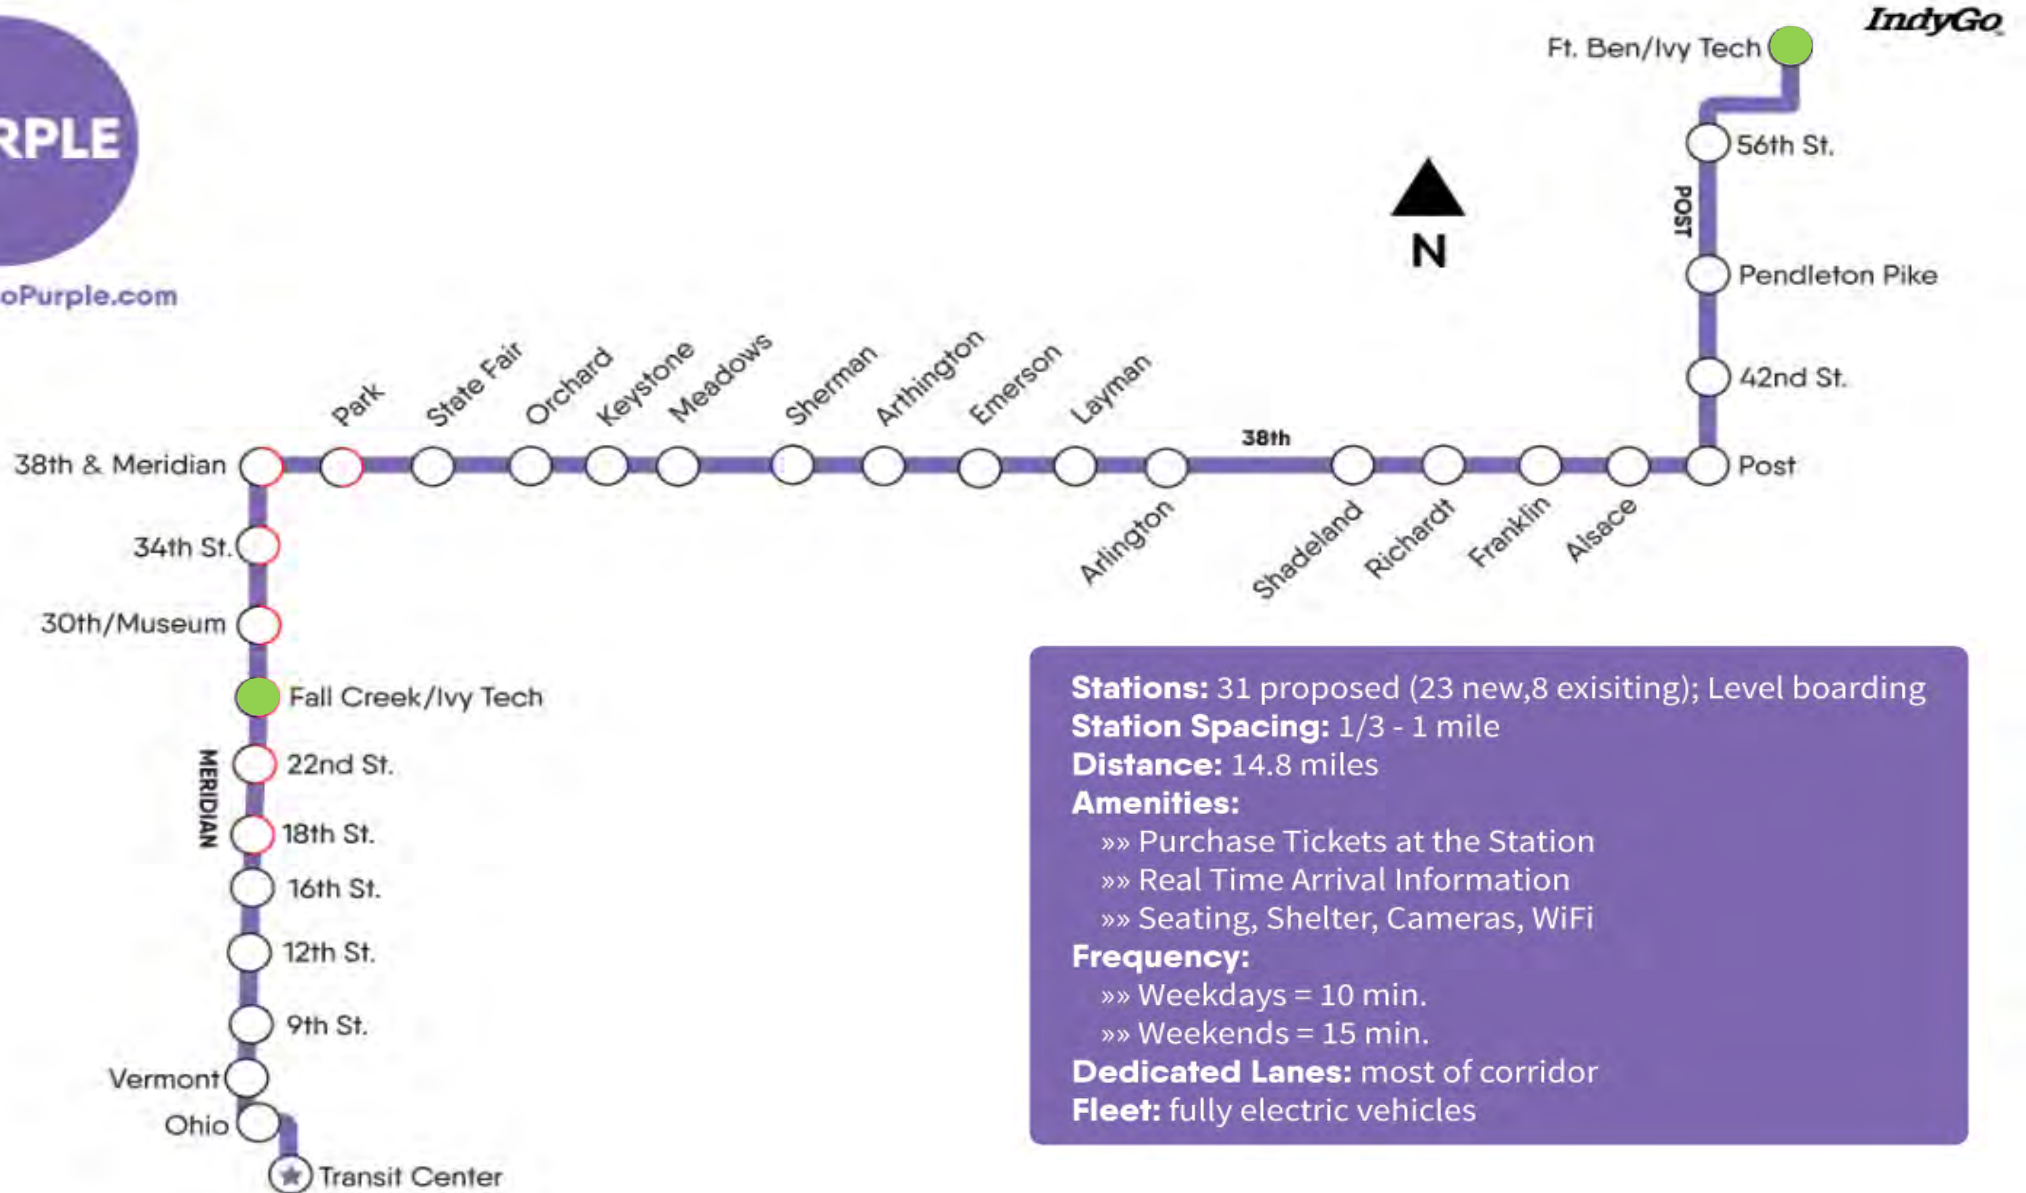 IndyGo
RPLE
oPurple.com
Ft. Ben/Ivy Tech
56th St.
POST
Pendleton Pike
42nd St.
Post
N
38th
38th & Meridian
Park
State Fair
Orchard
Keystone
Meadows
Sherman
Arthington
Emerson
Layman
Arlington
Shadeland
Richardt
Franklin
Alsace
34th St.
30th/Museum
Fall Creek/Ivy Tech
MERIDIAN
22nd St.
18th St.
16th St.
12th St.
9th St.
Vermont
Ohio
Transit Center
Stations: 31 proposed (23 new,8 exisiting); Level boarding
Station Spacing: 1/3 - 1 mile
Distance: 14.8 miles
Amenities:
»» Purchase Tickets at the Station
»» Real Time Arrival Information
»» Seating, Shelter, Cameras, WiFi
Frequency:
»» Weekdays = 10 min.
»» Weekends = 15 min.
Dedicated Lanes: most of corridor
Fleet: fully electric vehicles